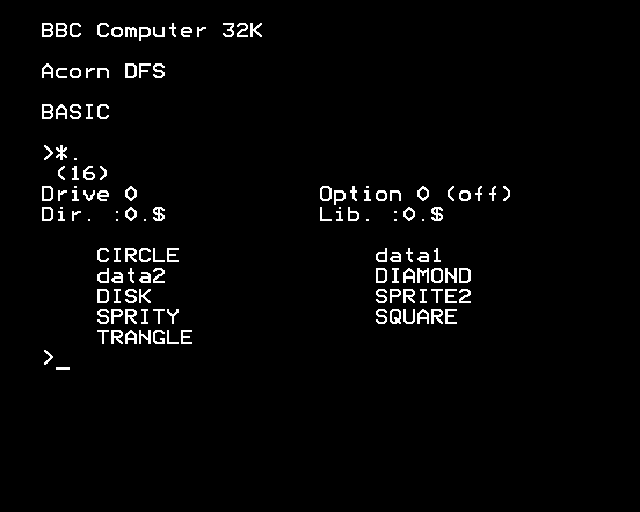 BBC Computer 32K
Acorn DFS
BASIC
>*.
(16)
Drive 0 Option 0 (off)
Dir. :0.$ Lib. :0.$
CIRCLE data1
data2 DIAMOND
DISK SPRITE2
SPRITY SQUARE
TRANGLE
>_